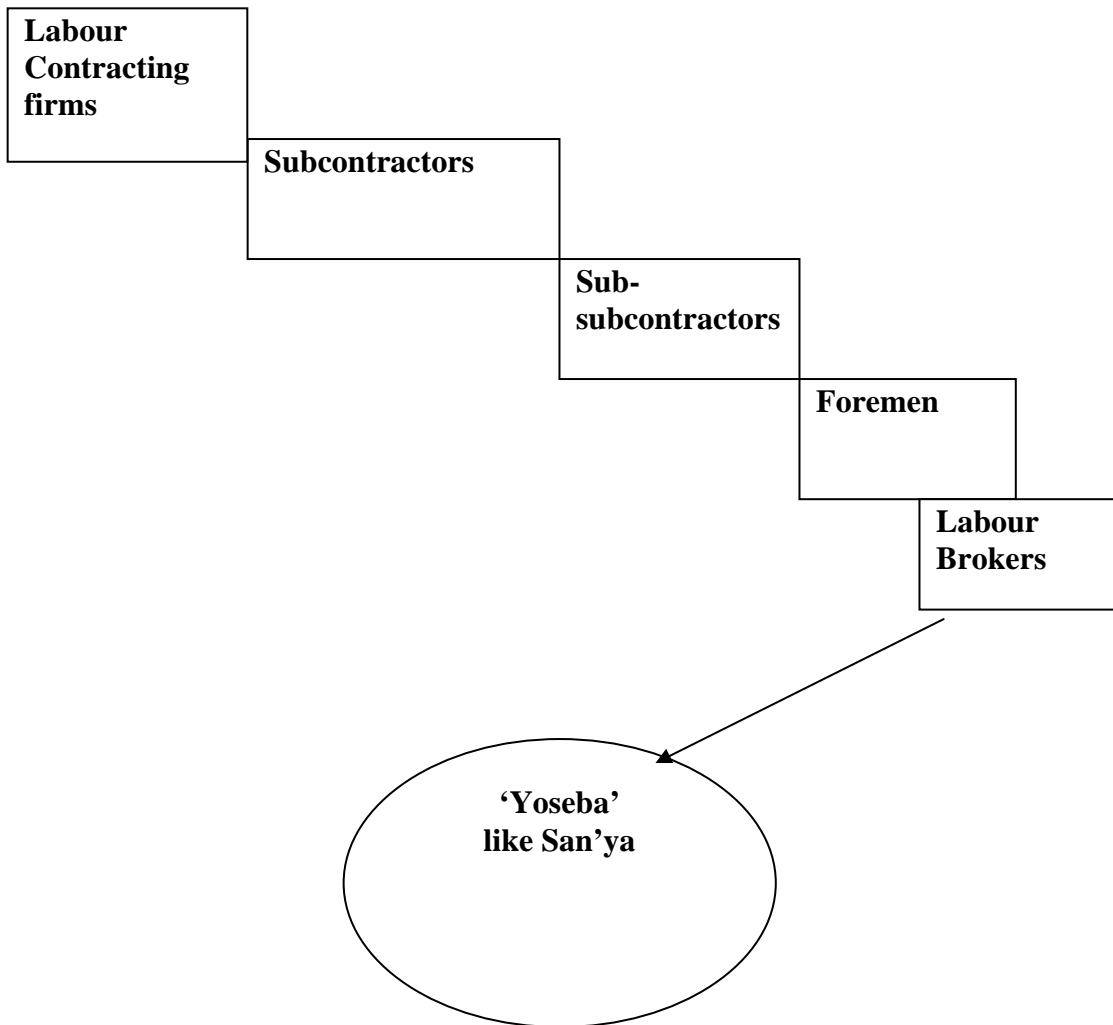 Labour
Contracting
firms
Subcontractors
Sub-
subcontractors
Foremen
Labour
Brokers
‘Yoseba’
like San’ya